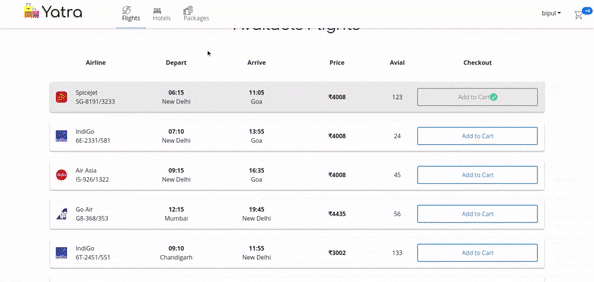 Yatra
Flights
Hotels
Packages
bipul
Available Flights
Airline Depart Arrive Price Avial Checkout
SpiceJet 06:15 11:05 ₹4008 123 Add to Cart
SG-8191/3233 New Delhi Goa
IndiGo 07:10 13:55 ₹4008 24 Add to Cart
6E-2331/581 New Delhi Goa
Air Asia 09:15 16:35 ₹4008 45 Add to Cart
I5-926/1322 New Delhi Goa
Go Air 12:15 19:45 ₹4435 56 Add to Cart
G8-368/353 Mumbai New Delhi
IndiGo 09:10 11:55 ₹3002 133 Add to Cart
6T-2451/551 Chandigarh New Delhi